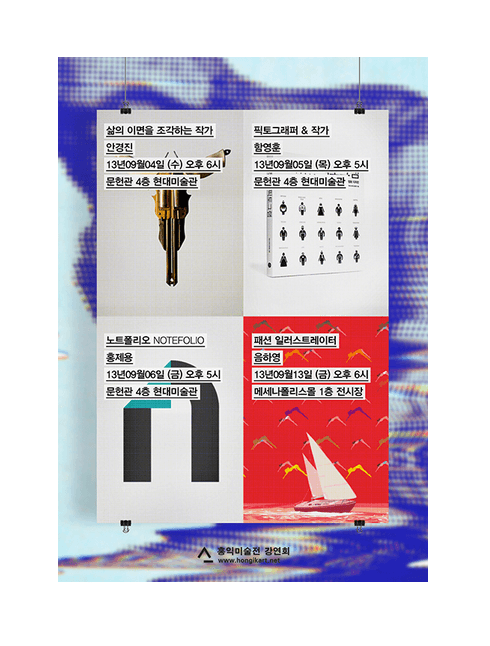 삶의 이면을 조각하는 작가
안경진
13년09월04일 (수) 오후 6시
문헌관 4층 현대미술관
픽토그래퍼 & 작가
함영훈
13년09월05일 (목) 오후 5시
문헌관 4층 현대미술관
노트폴리오 NOTEFOLIO
홍제용
13년09월06일 (금) 오후 5시
문헌관 4층 현대미술관
패션 일러스트레이터
음하영
13년09월13일 (금) 오후 6시
메세나폴리스몰 1층 전시장
홍익미술전 강연회
www.hongikart.net